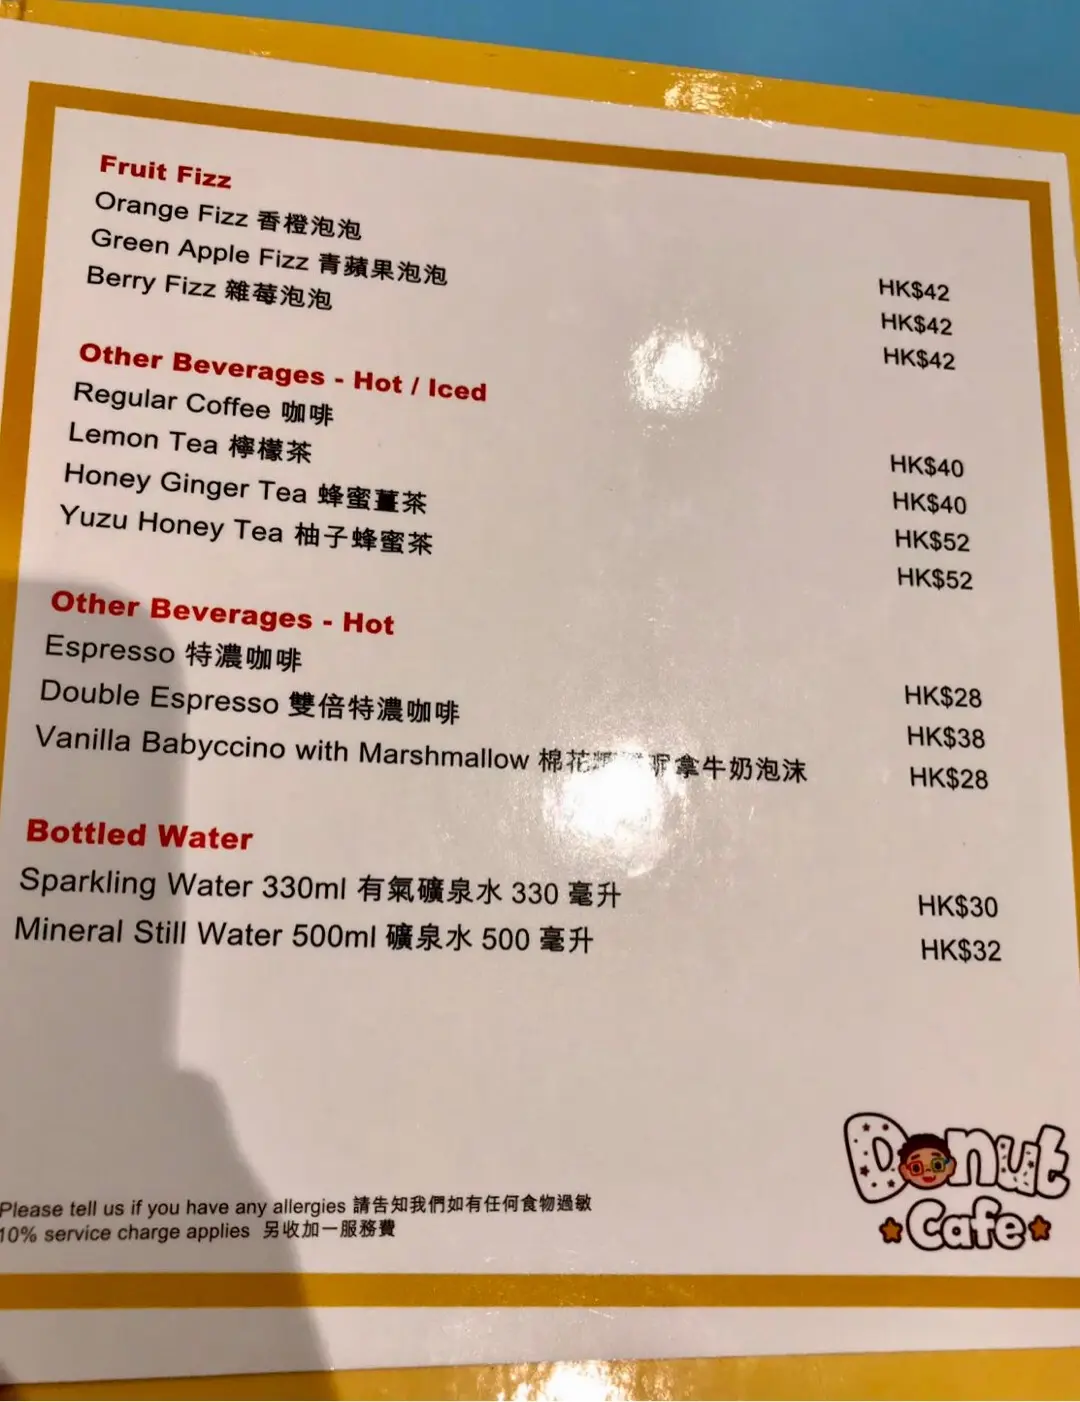 Fruit Fizz
Orange Fizz 香橙泡泡 HK$42
Green Apple Fizz 青蘋果泡泡 HK$42
Berry Fizz 雜莓泡泡 HK$42
Other Beverages - Hot / Iced
Regular Coffee 咖啡 HK$40
Lemon Tea 檸檬茶 HK$40
Honey Ginger Tea 蜂蜜薑茶 HK$52
Yuzu Honey Tea 柚子蜂蜜茶 HK$52
Other Beverages - Hot
Espresso 特濃咖啡 HK$28
Double Espresso 雙倍特濃咖啡 HK$38
Vanilla Babyccino with Marshmallow 棉花 呢拿牛奶泡沫 HK$28
Bottled Water
Sparkling Water 330ml 有氣礦泉水 330 毫升 HK$30
Mineral Still Water 500ml 礦泉水 500 毫升 HK$32
Donut
Cafe
Please tell us if you have any allergies 請告知我們如有任何食物過敏
10% service charge applies 另收加一服務費